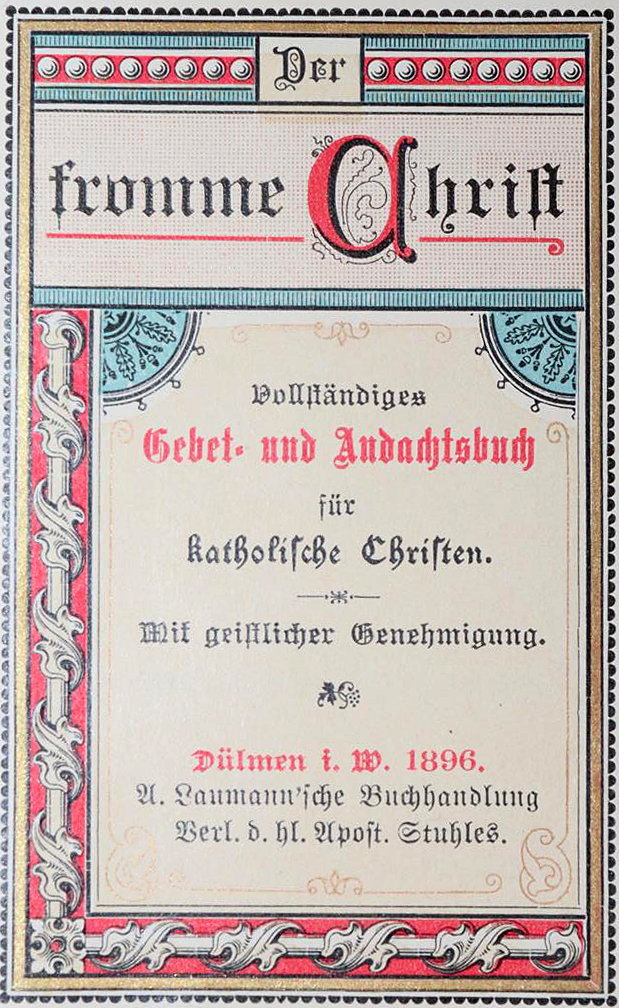 Der
fromme Christ
Vollständiges
Gebet- und Andachtsbuch
für
katholische Christen.
Mit geistlicher Genehmigung.
Dülmen i. W. 1896.
A. Laumann'sche Buchhandlung
Verl. d. hl. Apost. Stuhles.